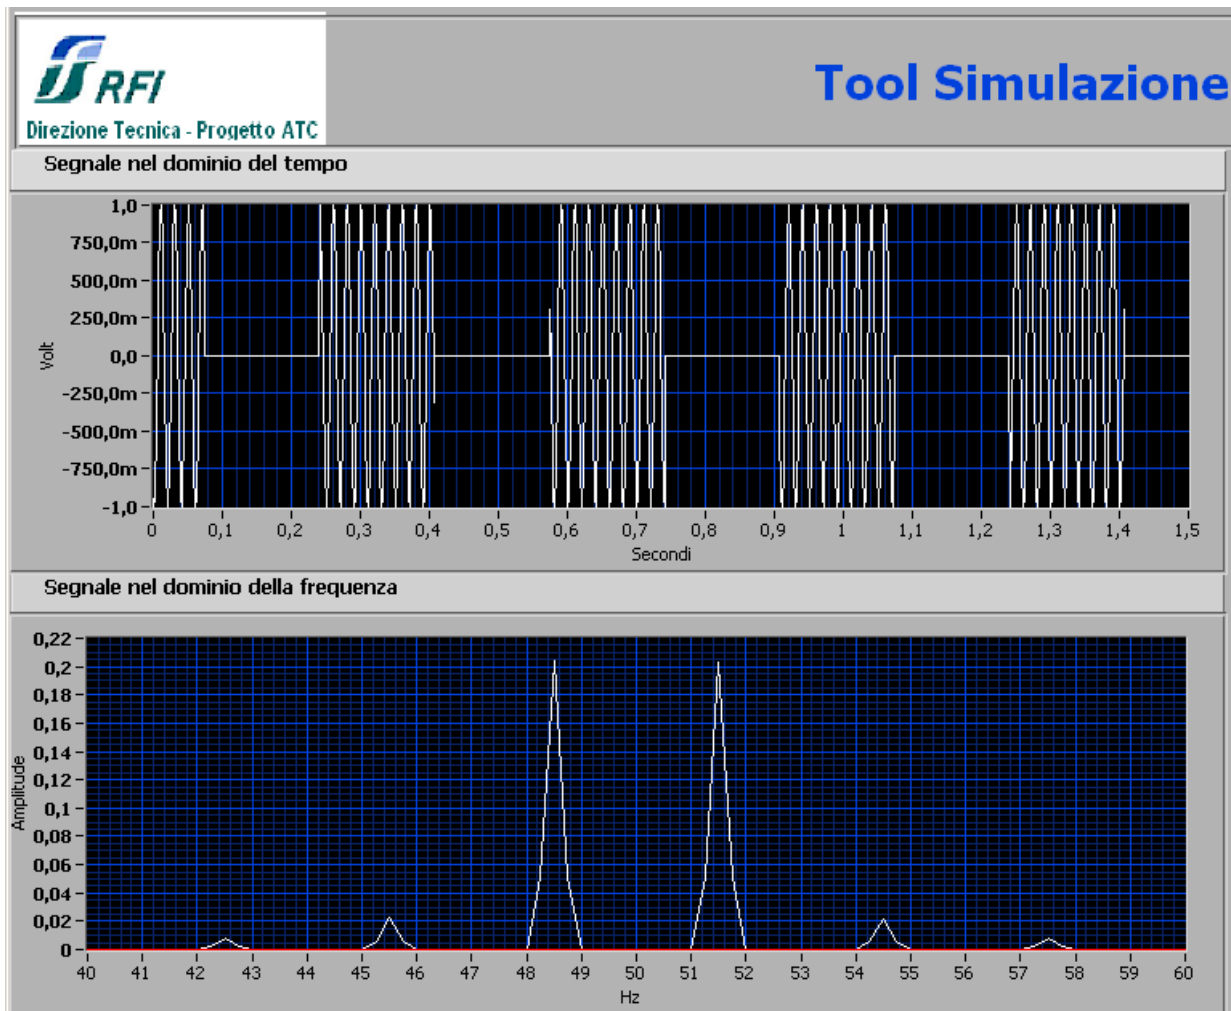 RFI
Direzione Tecnica - Progetto ATC
Tool Simulazione
Segnale nel dominio del tempo
1,0
750,0m
500,0m
250,0m
0,0
-250,0m
-500,0m
-750,0m
-1,0
Volt
0 0,1 0,2 0,3 0,4 0,5 0,6 0,7 0,8 0,9 1 1,1 1,2 1,3 1,4 1,5
Secondi
Segnale nel dominio della frequenza
0,22
0,2
0,18
0,16
0,14
0,12
0,1
0,08
0,06
0,04
0,02
0
Amplitude
40 41 42 43 44 45 46 47 48 49 50 51 52 53 54 55 56 57 58 59 60
Hz